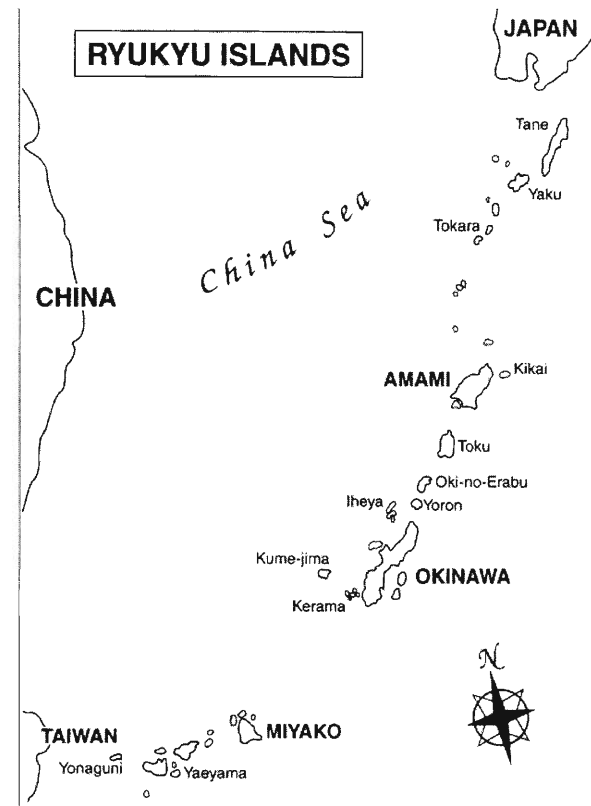 JAPAN
RYUKYU ISLANDS
Tane
Yaku
China Sea
Tokara
CHINA
Kikai
AMAMI
Toku
Oki-no-Erabu
Iheya
Yoron
Kume-jima
OKINAWA
Kerama
N
TAIWAN
MIYAKO
Yonaguni
Yaeyama